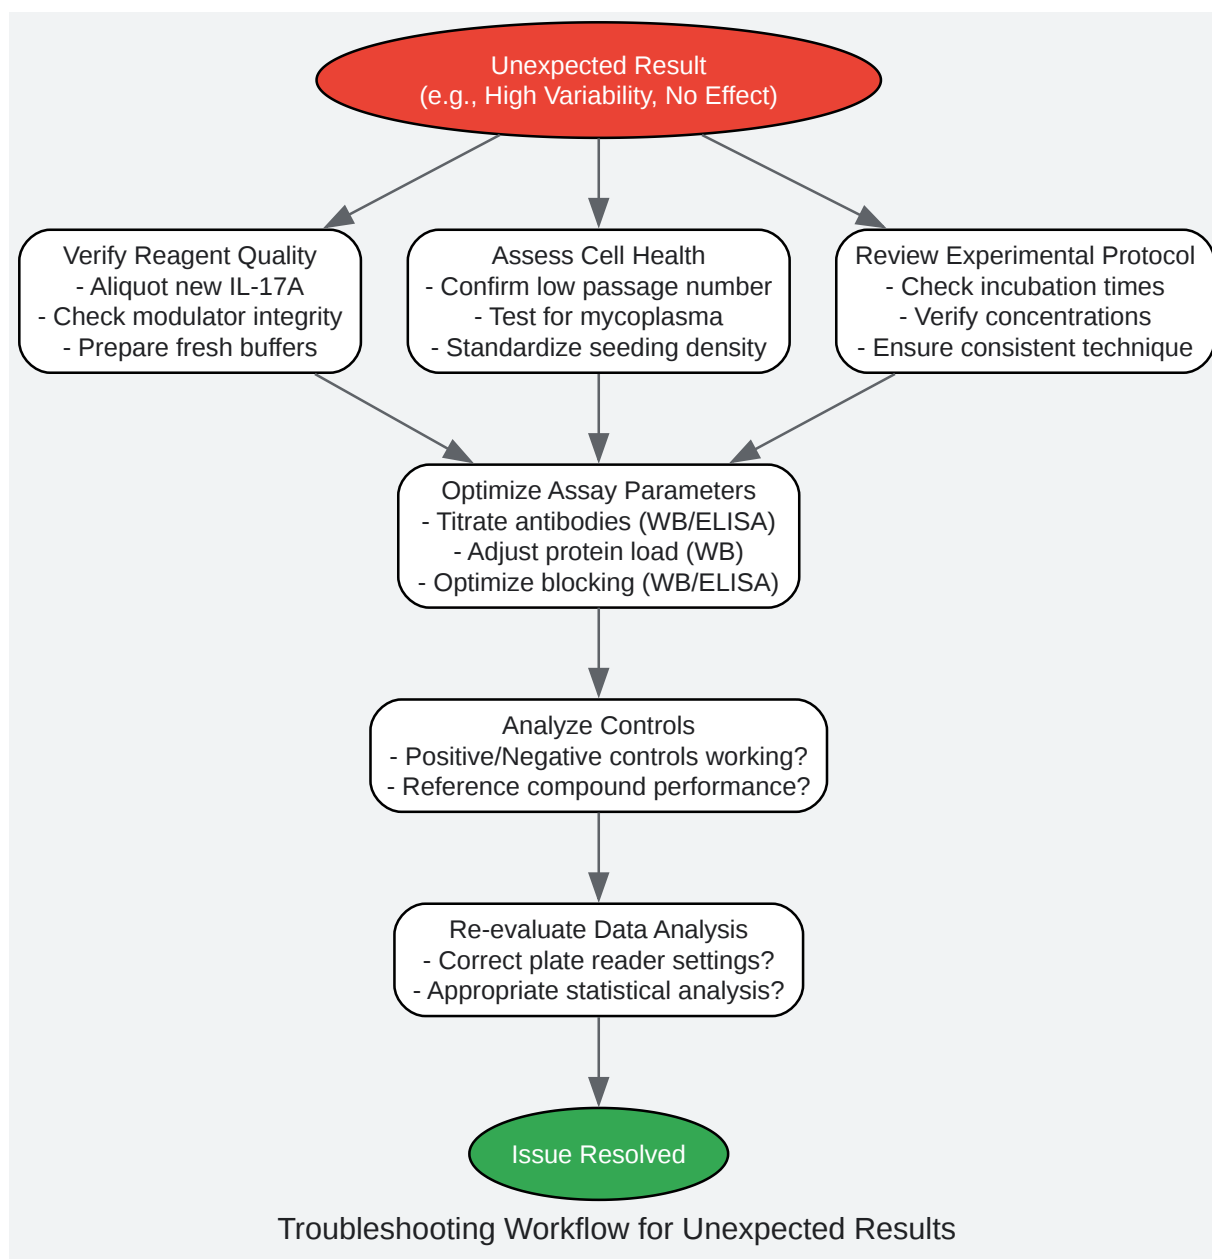 Unexpected Result
(e.g., High Variability, No Effect)
Verify Reagent Quality
- Aliquot new IL-17A
- Check modulator integrity
- Prepare fresh buffers
Assess Cell Health
- Confirm low passage number
- Test for mycoplasma
- Standardize seeding density
Review Experimental Protocol
- Check incubation times
- Verify concentrations
- Ensure consistent technique
Optimize Assay Parameters
- Titrate antibodies (WB/ELISA)
- Adjust protein load (WB)
- Optimize blocking (WB/ELISA)
Analyze Controls
- Positive/Negative controls working?
- Reference compound performance?
Re-evaluate Data Analysis
- Correct plate reader settings?
- Appropriate statistical analysis?
Issue Resolved
Troubleshooting Workflow for Unexpected Results